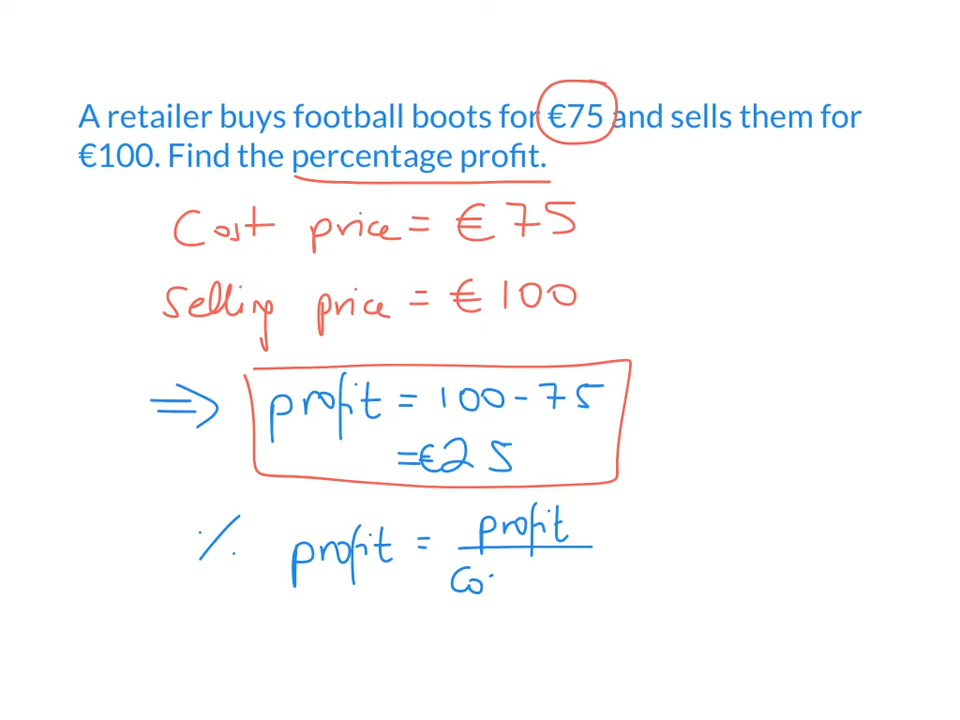 A retailer buys football boots for €75 and sells them for
€100. Find the percentage profit.
Cost price = € 75
Selling price = € 100
⇒ profit = 100 - 75
= €25
% profit = profit
Co